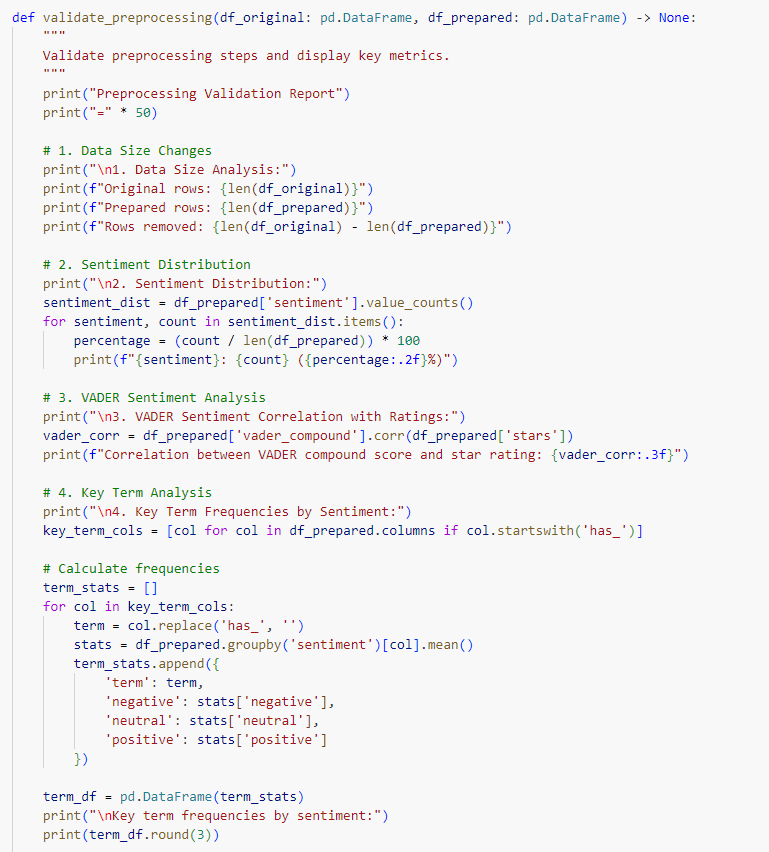 def validate_preprocessing(df_original: pd.DataFrame, df_prepared: pd.DataFrame) -> None:
    """
    Validate preprocessing steps and display key metrics.
    """
    print("Preprocessing Validation Report")
    print("=" * 50)

    # 1. Data Size Changes
    print("\n1. Data Size Analysis:")
    print(f"Original rows: {len(df_original)}")
    print(f"Prepared rows: {len(df_prepared)}")
    print(f"Rows removed: {len(df_original) - len(df_prepared)}")

    # 2. Sentiment Distribution
    print("\n2. Sentiment Distribution:")
    sentiment_dist = df_prepared['sentiment'].value_counts()
    for sentiment, count in sentiment_dist.items():
        percentage = (count / len(df_prepared)) * 100
        print(f"{sentiment}: {count} ({percentage:.2f}%)")

    # 3. VADER Sentiment Analysis
    print("\n3. VADER Sentiment Correlation with Ratings:")
    vader_corr = df_prepared['vader_compound'].corr(df_prepared['stars'])
    print(f"Correlation between VADER compound score and star rating: {vader_corr:.3f}")

    # 4. Key Term Analysis
    print("\n4. Key Term Frequencies by Sentiment:")
    key_term_cols = [col for col in df_prepared.columns if col.startswith('has_')]

    # Calculate frequencies
    term_stats = []
    for col in key_term_cols:
        term = col.replace('has_', '')
        stats = df_prepared.groupby('sentiment')[col].mean()
        term_stats.append({
            'term': term,
            'negative': stats['negative'],
            'neutral': stats['neutral'],
            'positive': stats['positive']
        })

    term_df = pd.DataFrame(term_stats)
    print("\nKey term frequencies by sentiment:")
    print(term_df.round(3))